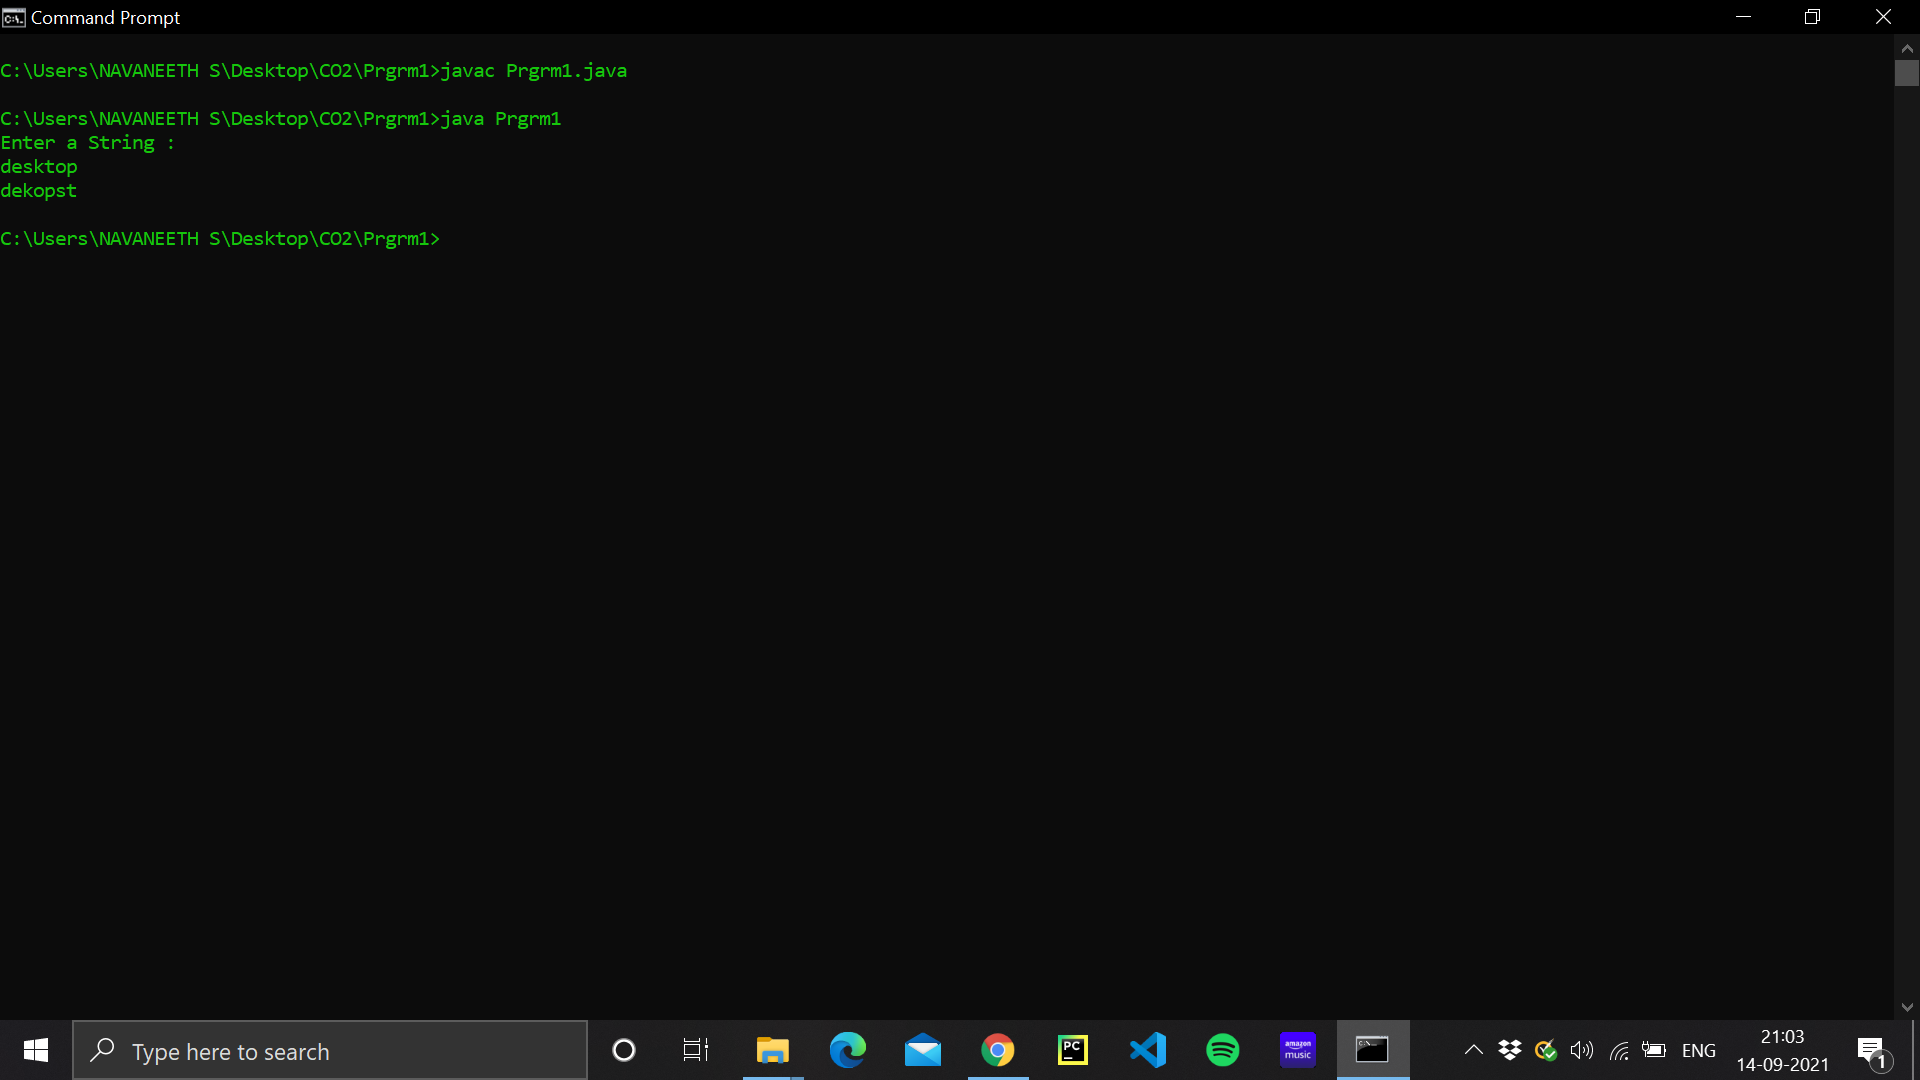 Command Prompt
C:\Users\NAVANEETH S\Desktop\CO2\Prgrm1>javac Prgrm1.java
C:\Users\NAVANEETH S\Desktop\CO2\Prgrm1>java Prgrm1
Enter a String :
desktop
dekopst
C:\Users\NAVANEETH S\Desktop\CO2\Prgrm1>
Type here to search
PC
amazon
music
ENG
21:03
14-09-2021
1